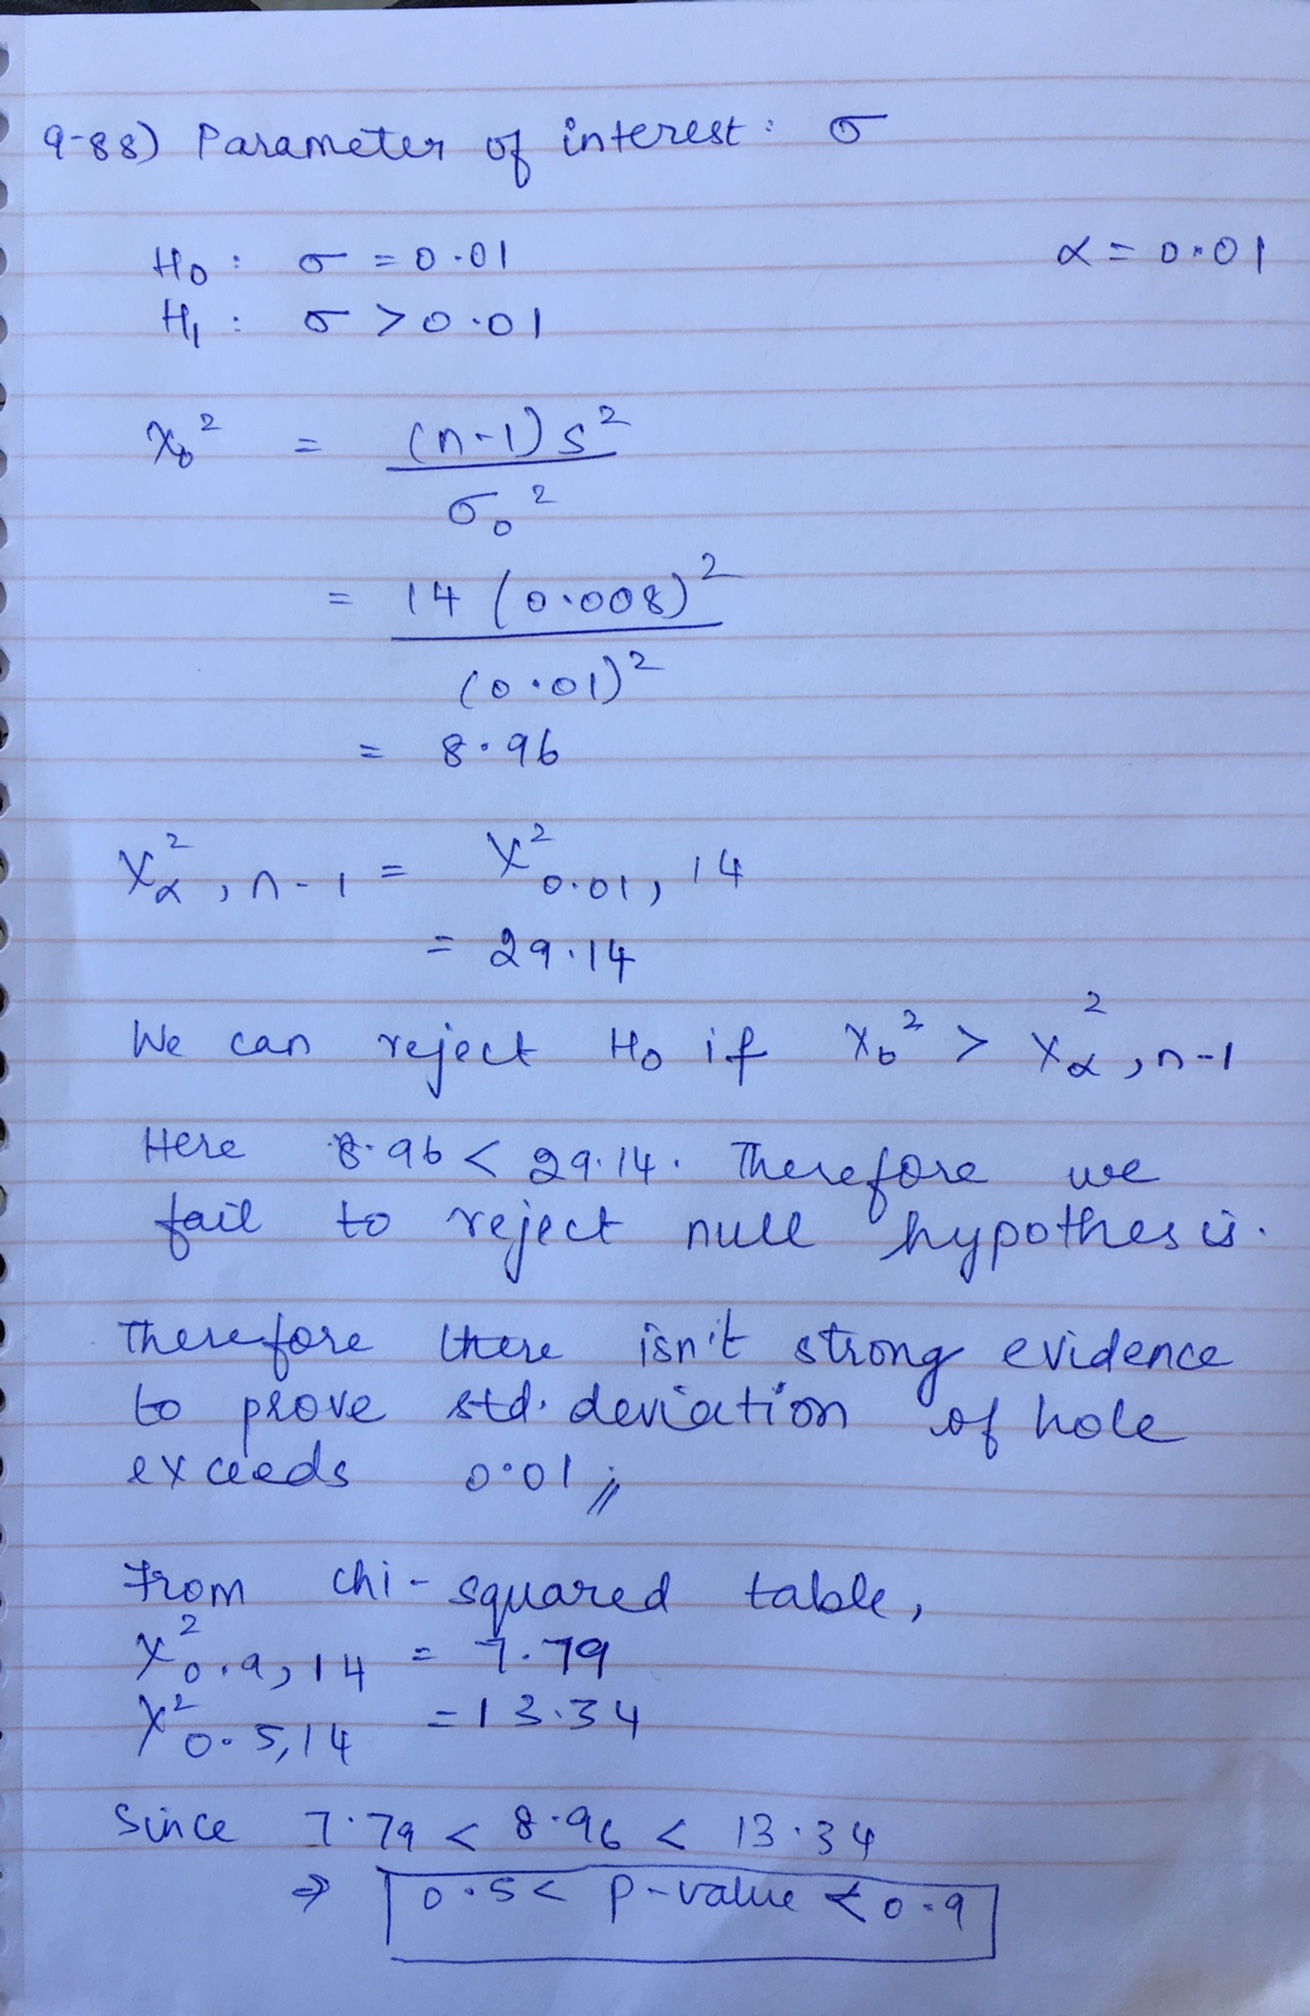 9-88) Parameter of interest : σ
H₀ : σ = 0.01 α = 0.01
H₁ : σ > 0.01
χ₀² = (n-1)s²
σ₀²
= 14 (0.008)²
(0.01)²
= 8.96
χ²α, n-1 = χ²0.01, 14
= 29.14
We can reject H₀ if χ₀² > χ²α, n-1
Here 8.96 < 29.14. Therefore we
fail to reject null hypothesis.
Therefore there isn't strong evidence
to prove std. deviation of hole
exceeds 0.01 //
From chi-squared table,
χ²0.9, 14 = 7.79
χ²0.5, 14 = 13.34
Since 7.79 < 8.96 < 13.34
⇒ 0.5 < p-value < 0.9